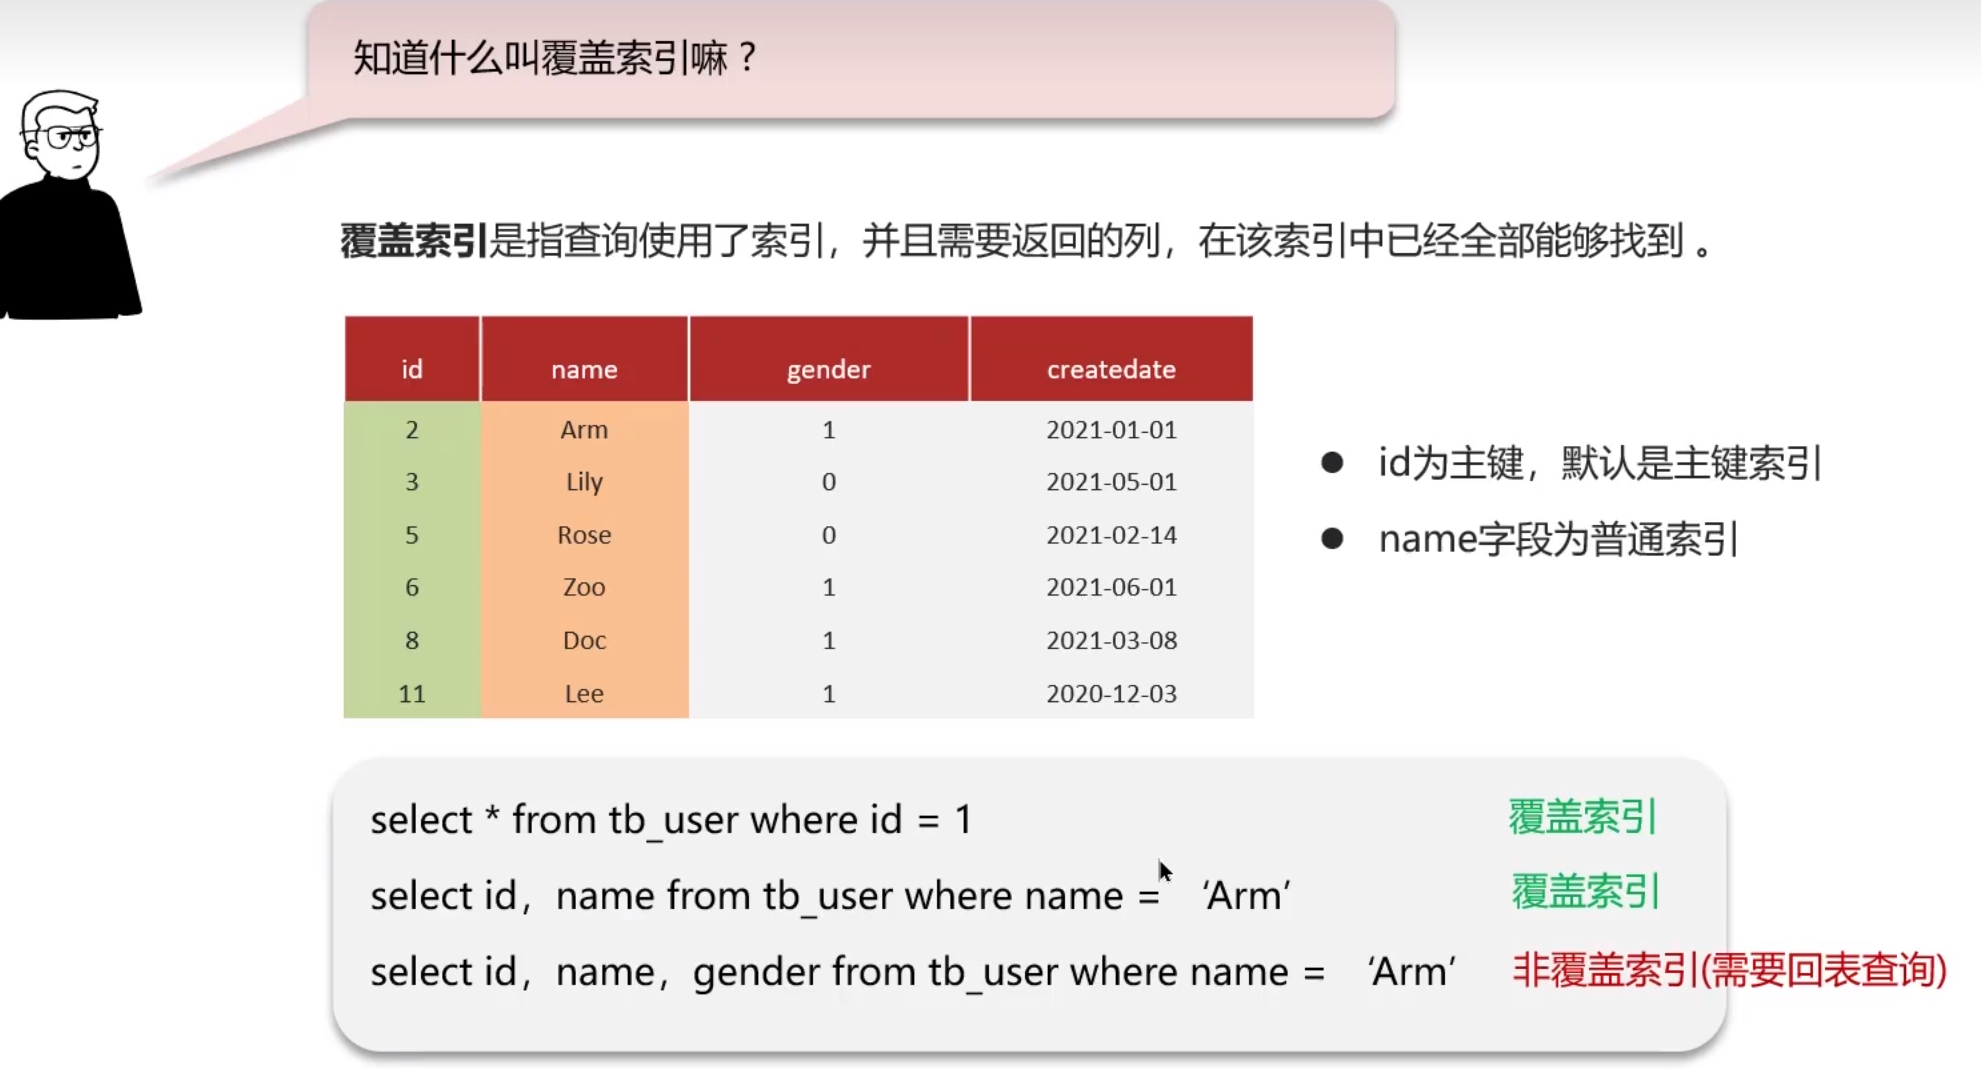 知道什么叫覆盖索引嘛？
覆盖索引是指查询使用了索引，并且需要返回的列，在该索引中已经全部能够找到 。
id name gender createdate
2 Arm 1 2021-01-01
3 Lily 0 2021-05-01
5 Rose 0 2021-02-14
6 Zoo 1 2021-06-01
8 Doc 1 2021-03-08
11 Lee 1 2020-12-03
● id为主键，默认是主键索引
● name字段为普通索引
select * from tb_user where id = 1 覆盖索引
select id，name from tb_user where name = ‘Arm’ 覆盖索引
select id，name，gender from tb_user where name = ‘Arm’ 非覆盖索引(需要回表查询)